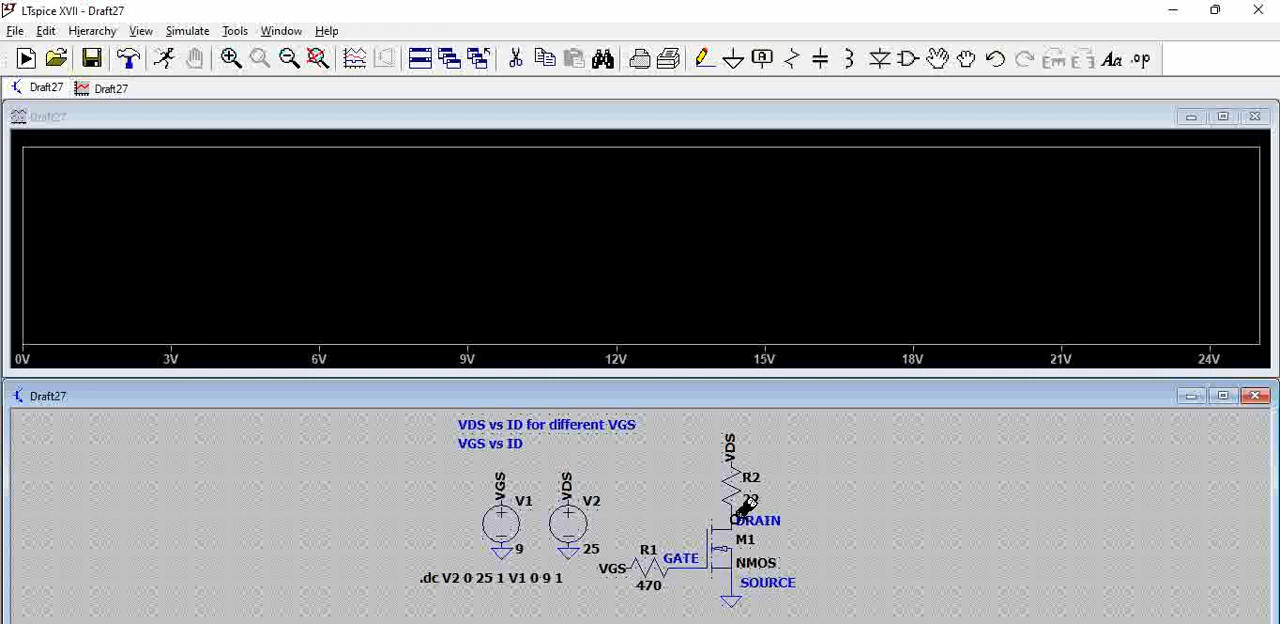 LTspice XVII - Draft27
File Edit Hierarchy View Simulate Tools Window Help
Draft27 Draft27
Draft27
0V 3V 6V 9V 12V 15V 18V 21V 24V
Draft27
VDS vs ID for different VGS
VGS vs ID
VDS
R2
VGS VDS
V1 V2
DRAIN
M1
9 25
R1
GATE
NMOS
VGS
.dc V2 0 25 1 V1 0 9 1
470
SOURCE